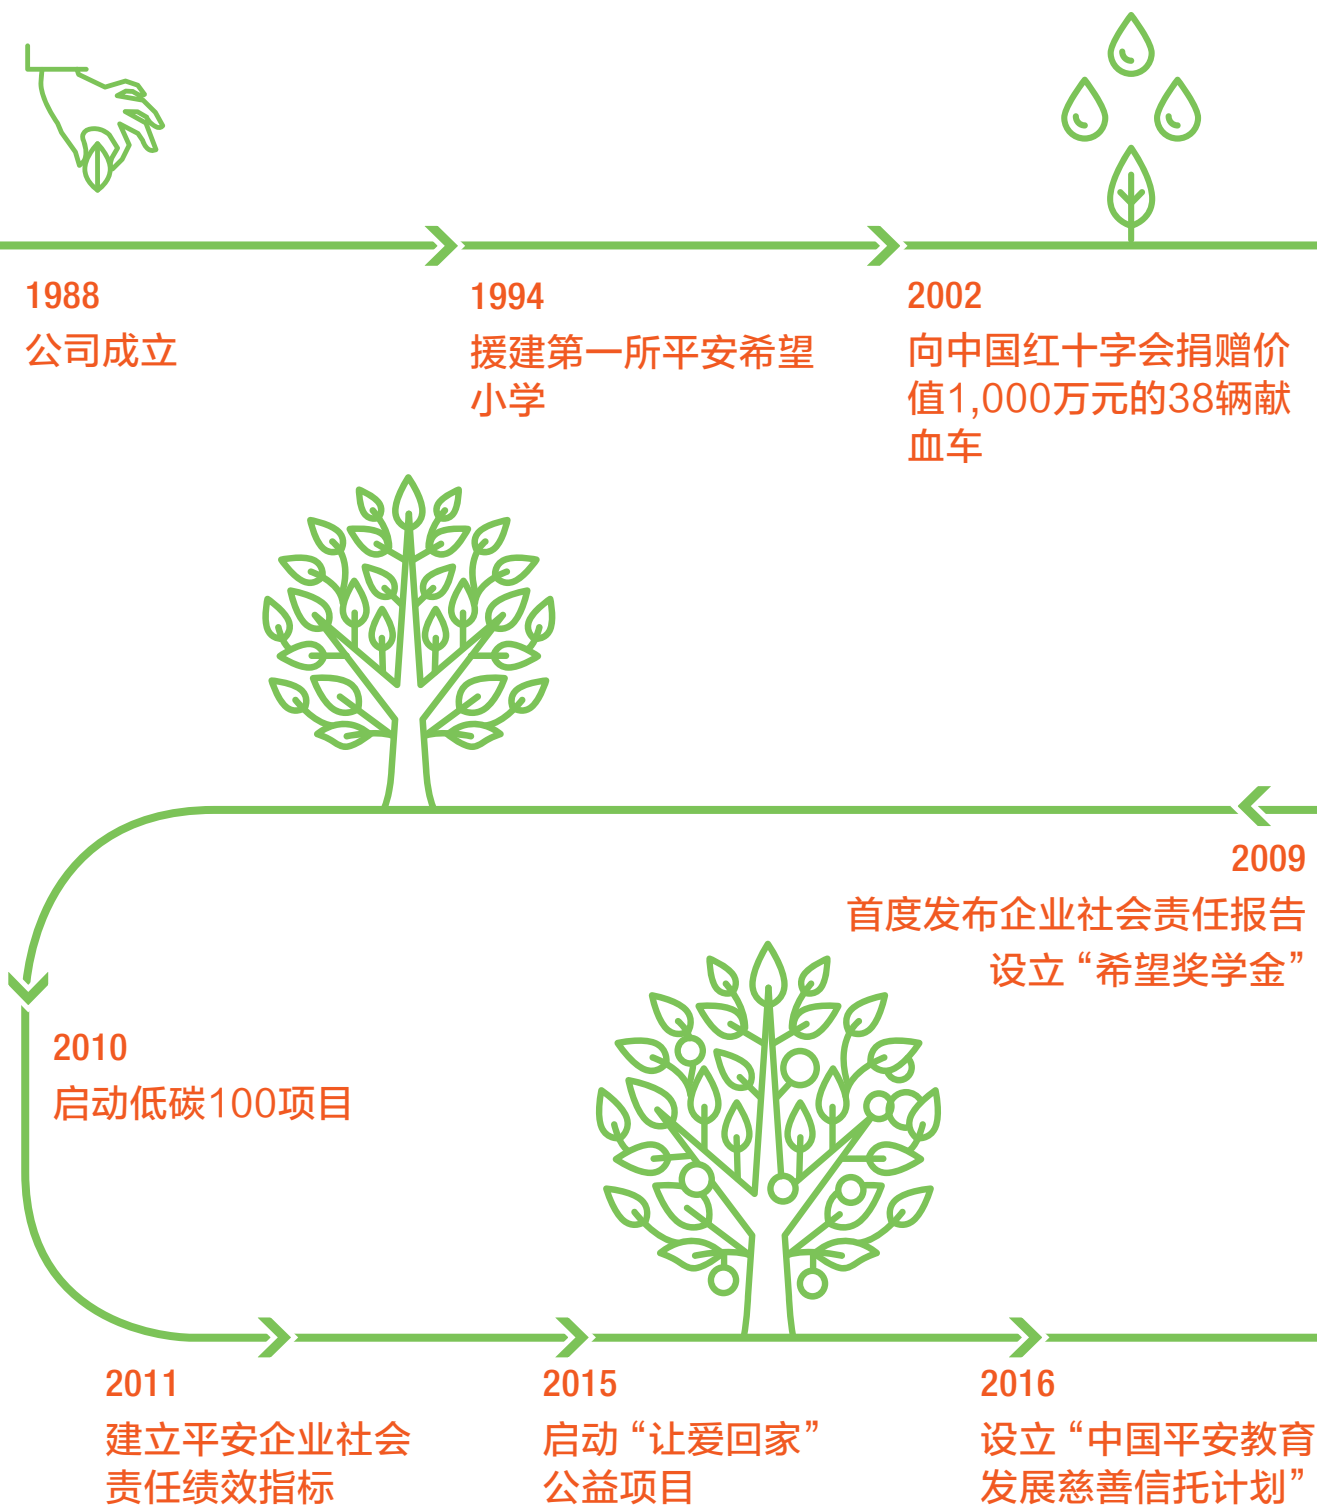 1988
公司成立
1994
援建第一所平安希望
小学
2002
向中国红十字会捐赠价
值1,000万元的38辆献
血车
2009
首度发布企业社会责任报告
设立“希望奖学金”
2010
启动低碳100项目
2011
建立平安企业社会
责任绩效指标
2015
启动“让爱回家”
公益项目
2016
设立“中国平安教育
发展慈善信托计划”